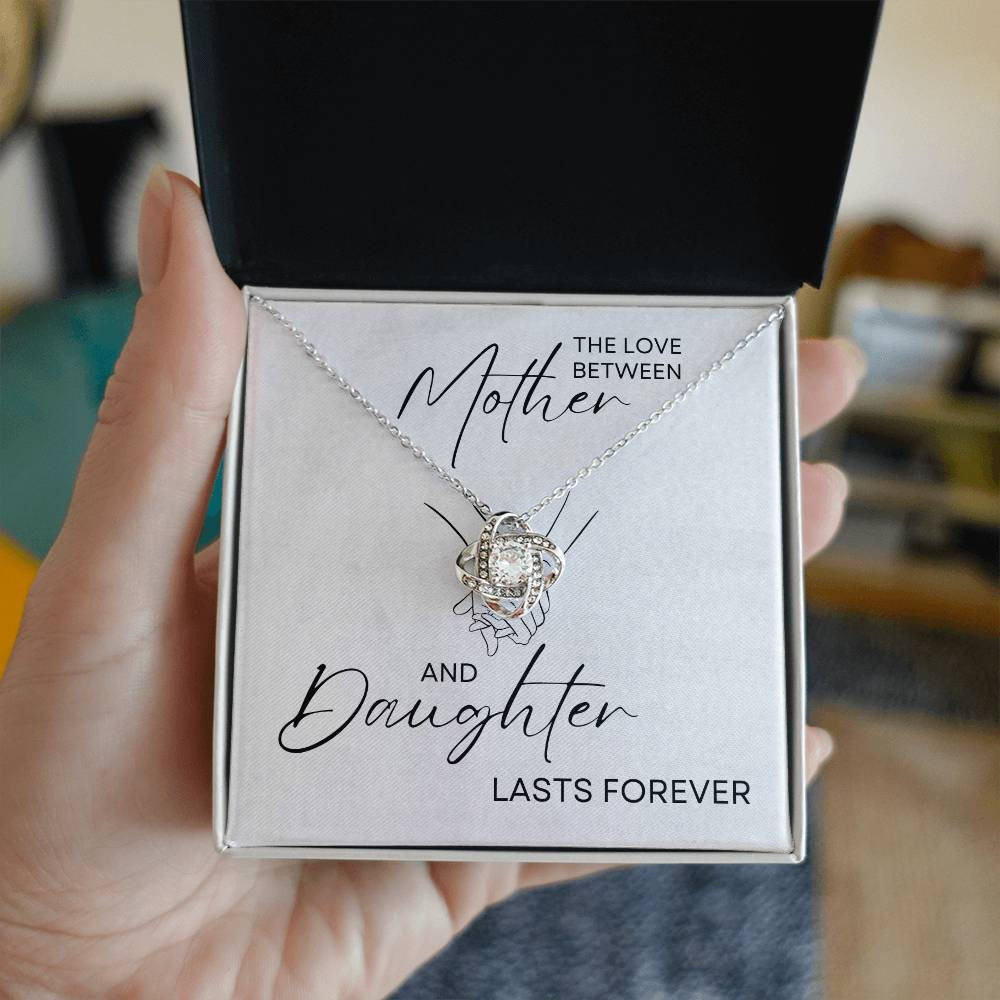 THE LOVE
BETWEEN
Mother
AND
Daughter
LASTS FOREVER